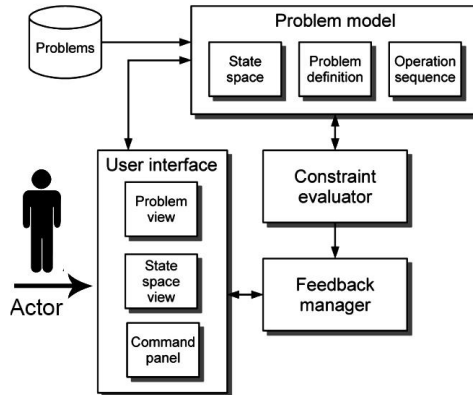 Problem model
Problems
State
space
Problem
definition
Operation
sequence
User interface
Problem
view
State
space
view
Command
panel
Constraint
evaluator
Feedback
manager
Actor